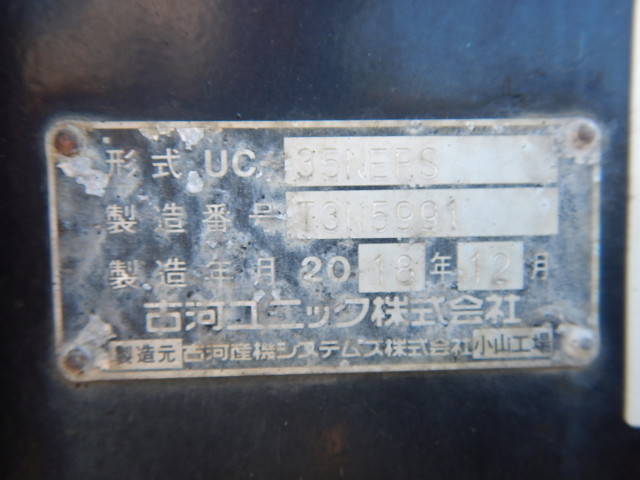 形式 UC 35NERS
製造番号 T3N5991
製造年月 2018年12月
古河ユニック株式会社
製造元 古河産機システムズ株式会社 小山工場